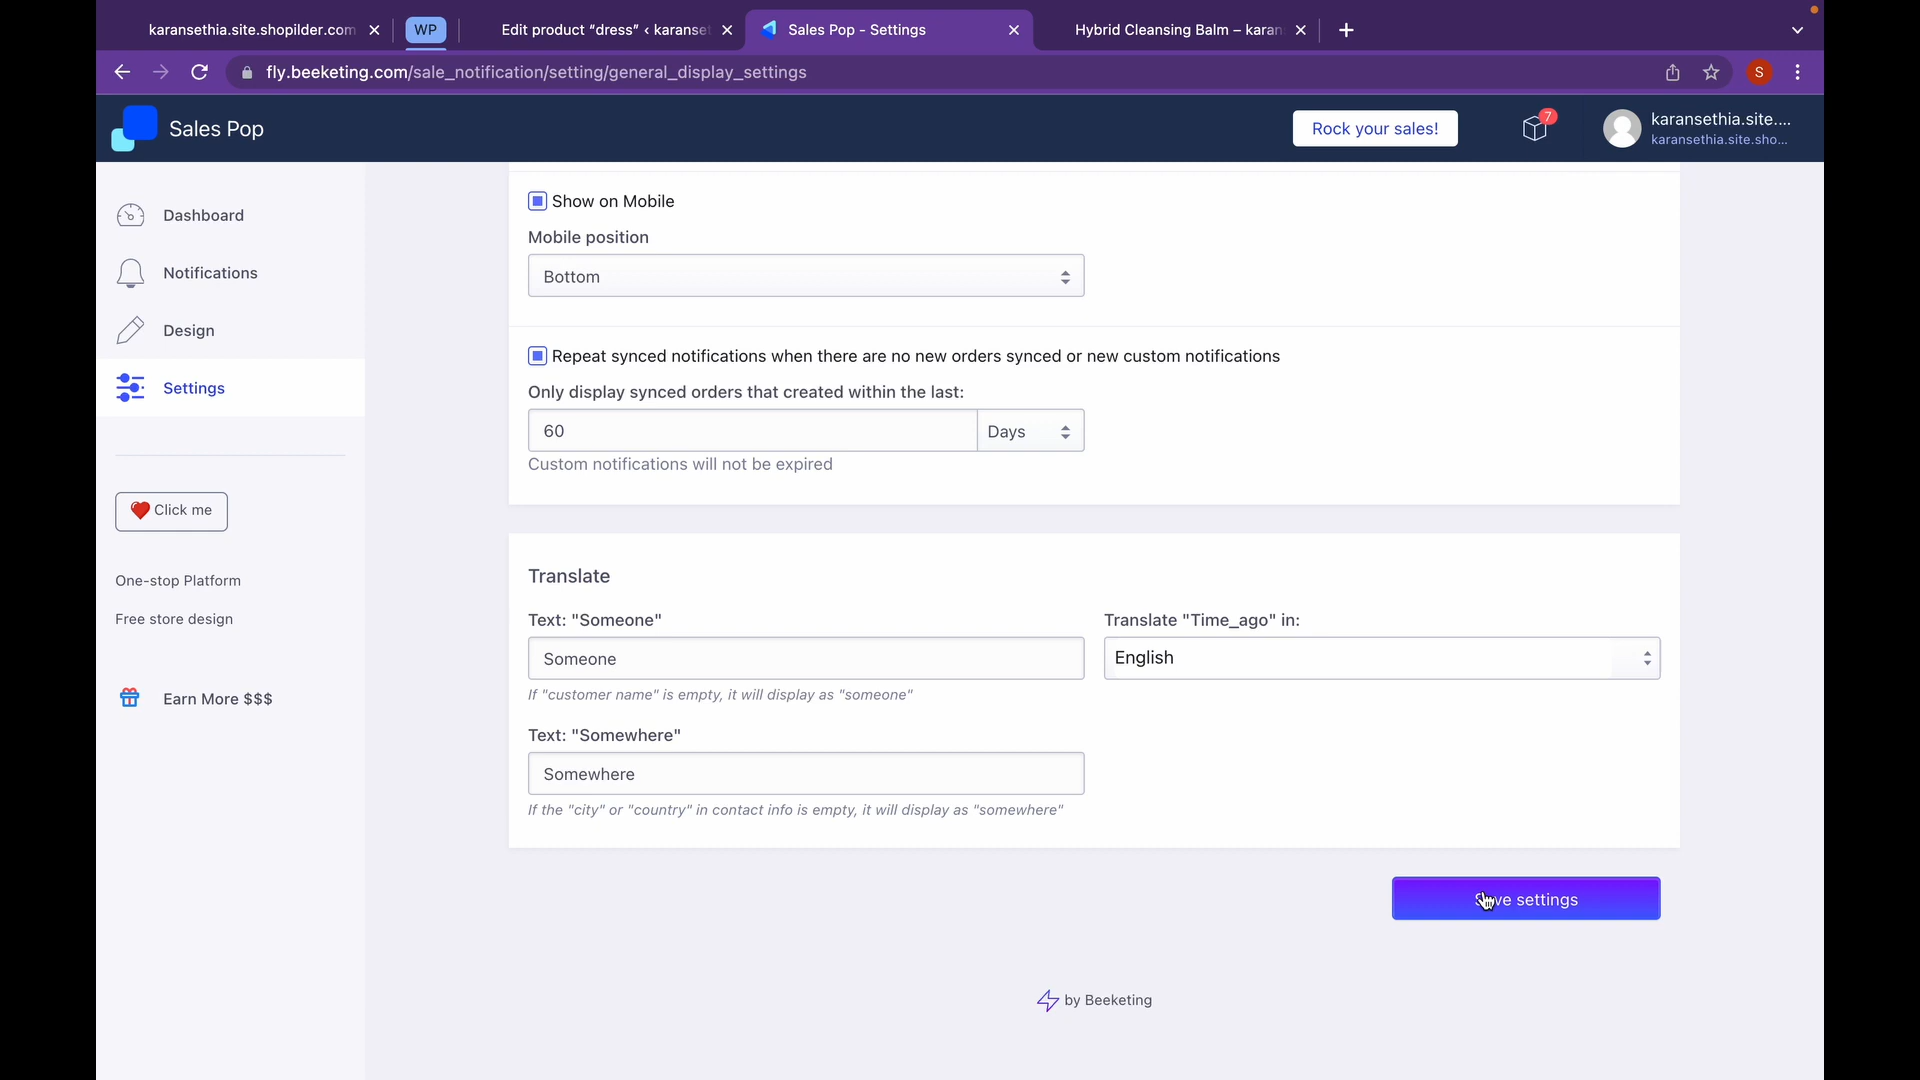 karansethia.site.shopilder.com
WP
Edit product “dress” ‹ karanset
Sales Pop - Settings
Hybrid Cleansing Balm – karan
fly.beeketing.com/sale_notification/setting/general_display_settings
S
Sales Pop
Rock your sales!
7
karansethia.site....
karansethia.site.sho...
Dashboard
Notifications
Design
Settings
Click me
One-stop Platform
Free store design
Earn More $$$
Show on Mobile
Mobile position
Bottom
Repeat synced notifications when there are no new orders synced or new custom notifications
Only display synced orders that created within the last:
60
Days
Custom notifications will not be expired
Translate
Text: "Someone"
Translate "Time_ago" in:
Someone
English
If "customer name" is empty, it will display as "someone"
Text: "Somewhere"
Somewhere
If the "city" or "country" in contact info is empty, it will display as "somewhere"
Save settings
by Beeketing